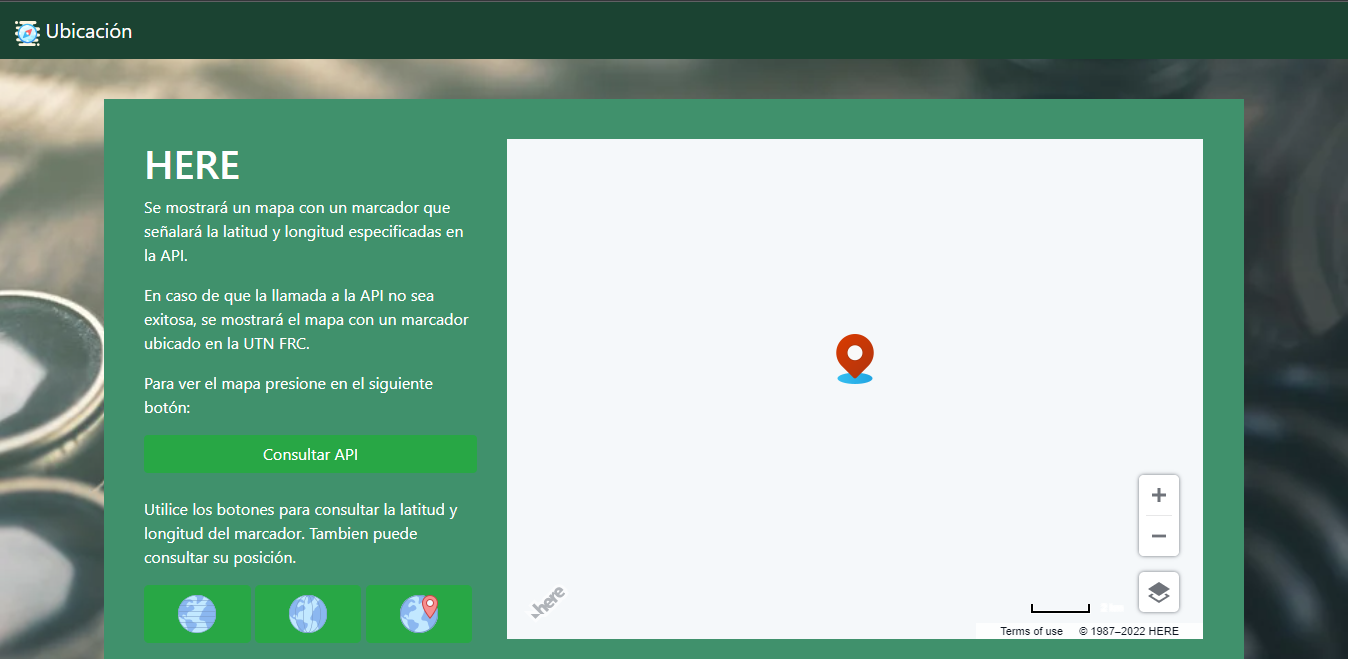 Ubicación
HERE
Se mostrará un mapa con un marcador que
señalará la latitud y longitud especificadas en
la API.
En caso de que la llamada a la API no sea
exitosa, se mostrará el mapa con un marcador
ubicado en la UTN FRC.
Para ver el mapa presione en el siguiente
botón:
Consultar API
Utilice los botones para consultar la latitud y
longitud del marcador. Tambien puede
consultar su posición.
here
Terms of use © 1987–2022 HERE